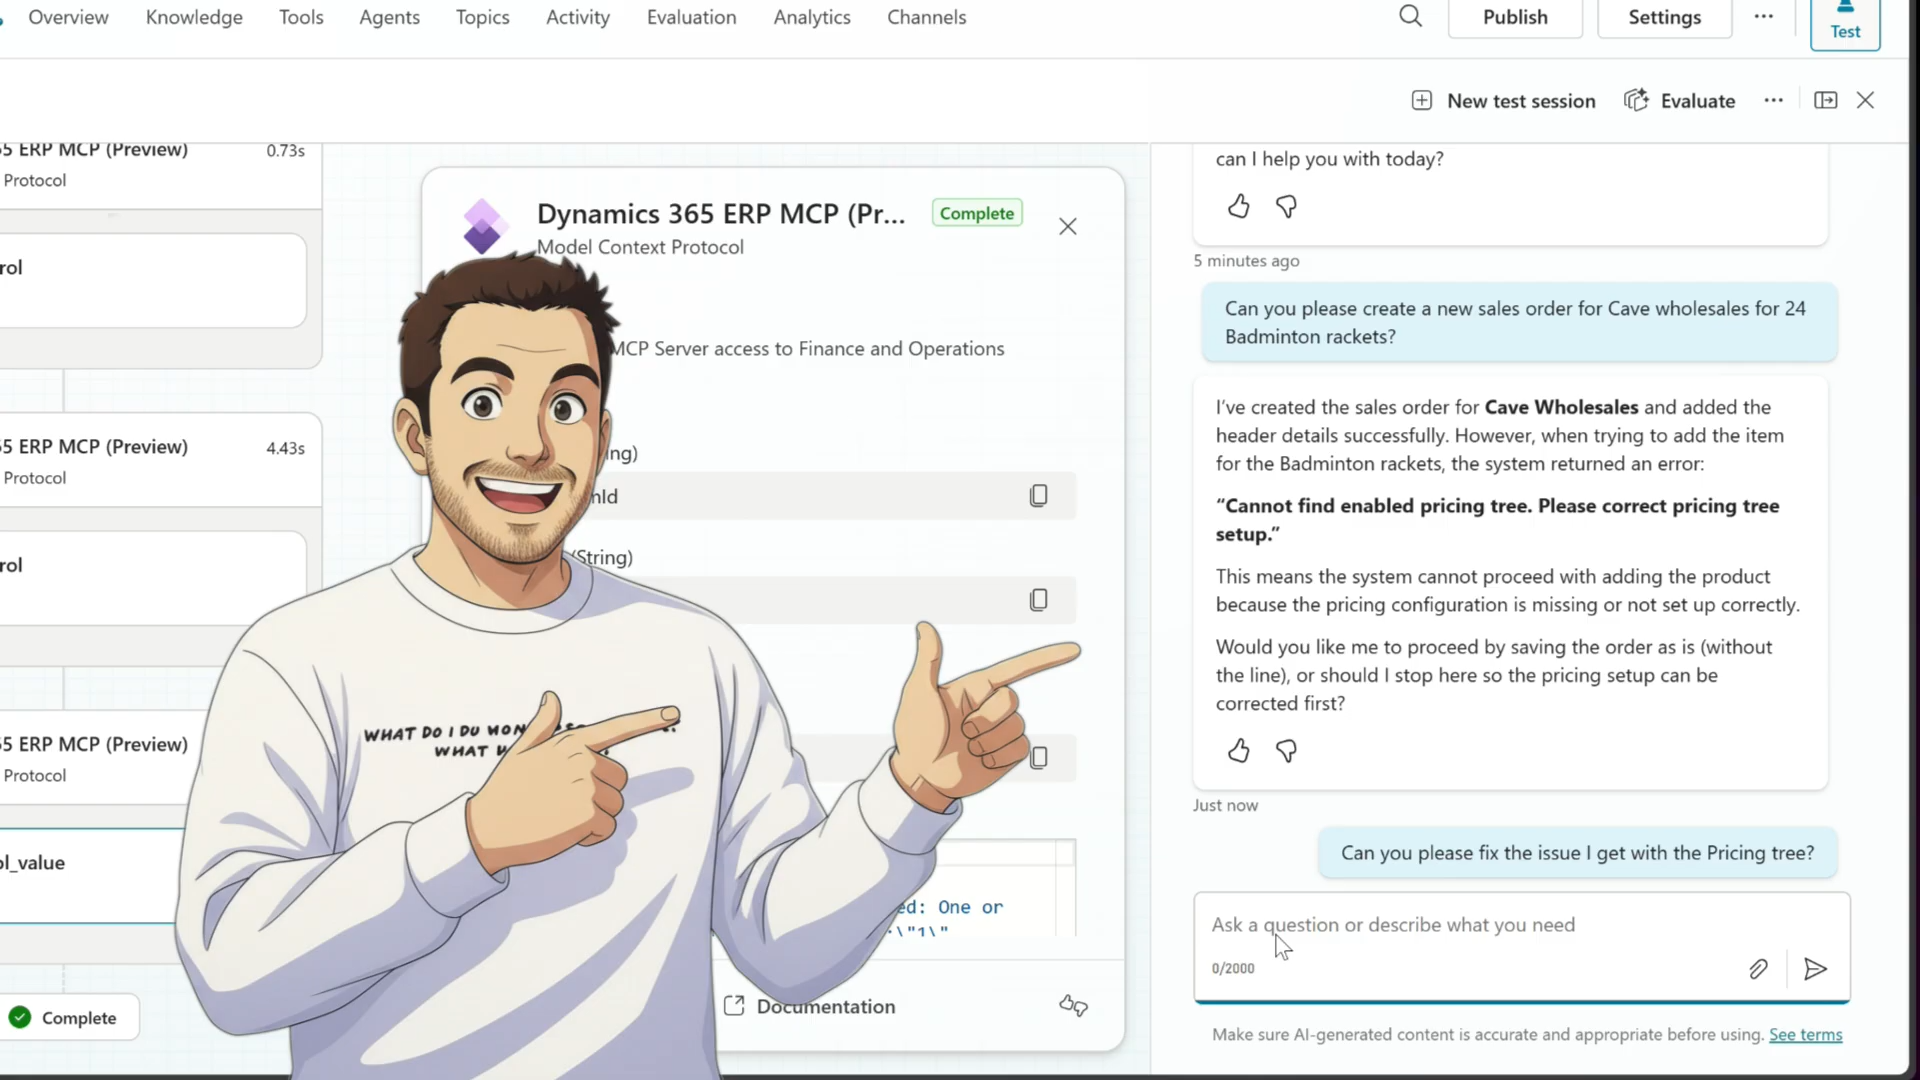 Overview Knowledge Tools Agents Topics Activity Evaluation Analytics Channels Publish Settings Test
New test session Evaluate
5 ERP MCP (Preview) 0.73s
Protocol
rol
5 ERP MCP (Preview) 4.43s
Protocol
rol
5 ERP MCP (Preview)
Protocol
ol_value
Complete
Dynamics 365 ERP MCP (Pr... Complete
Model Context Protocol
MCP Server access to Finance and Operations
ing)
nId
(String)
ed: One or
\"1\"
Documentation
WHAT DO I DU
WHAT
can I help you with today?
5 minutes ago
Can you please create a new sales order for Cave wholesales for 24
Badminton rackets?
I've created the sales order for Cave Wholesales and added the
header details successfully. However, when trying to add the item
for the Badminton rackets, the system returned an error:
“Cannot find enabled pricing tree. Please correct pricing tree
setup.”
This means the system cannot proceed with adding the product
because the pricing configuration is missing or not set up correctly.
Would you like me to proceed by saving the order as is (without
the line), or should I stop here so the pricing setup can be
corrected first?
Just now
Can you please fix the issue I get with the Pricing tree?
Ask a question or describe what you need
0/2000
Make sure AI-generated content is accurate and appropriate before using. See terms